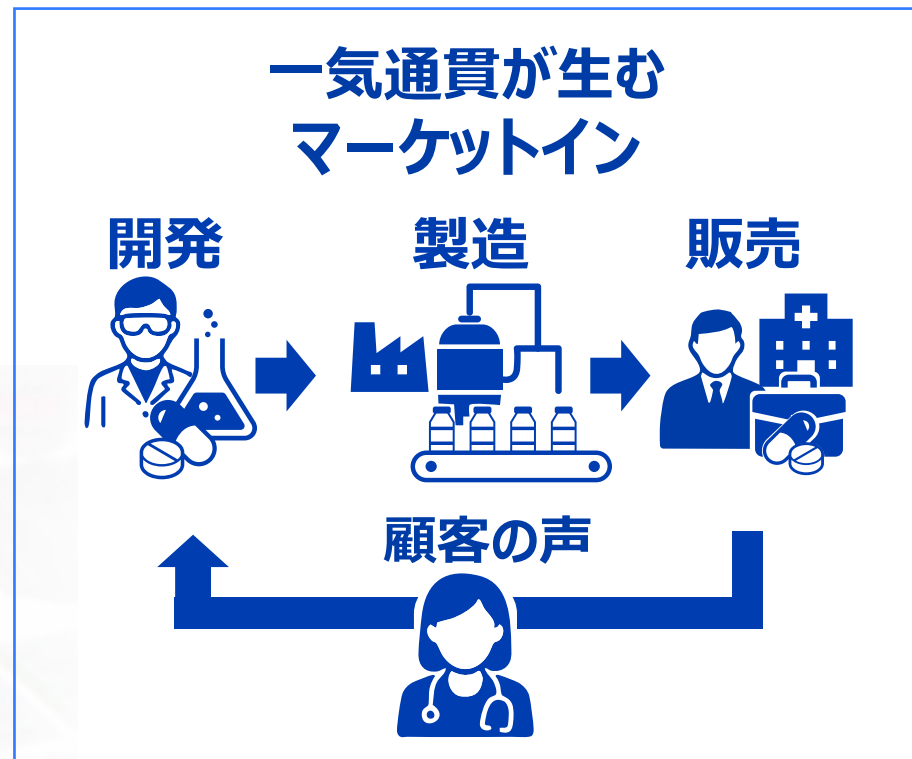 一気通貫が生む
マーケットイン
開発
製造
販売
顧客の声